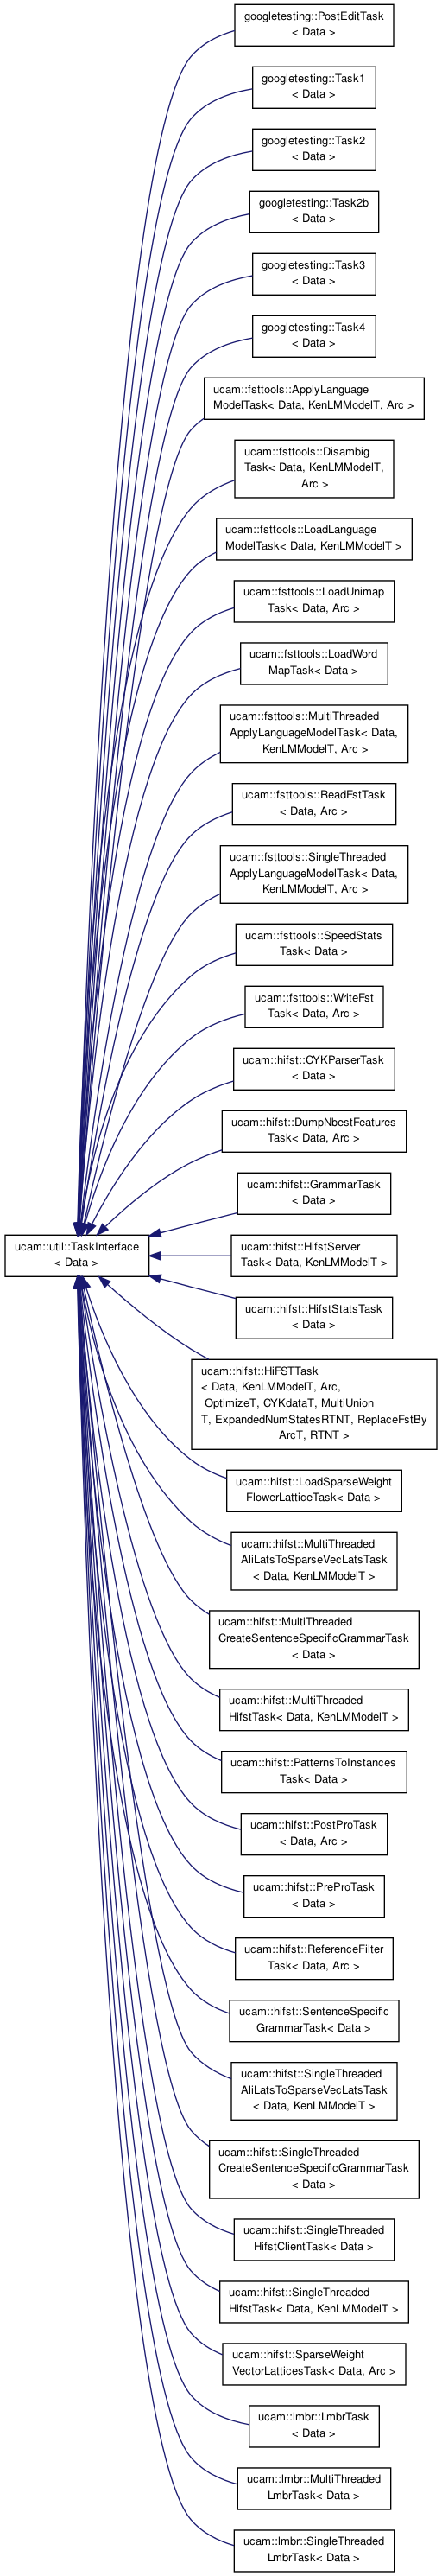 googletesting::PostEditTask
< Data >
googletesting::Task1
< Data >
googletesting::Task2
< Data >
googletesting::Task2b
< Data >
googletesting::Task3
< Data >
googletesting::Task4
< Data >
ucam::fsttools::ApplyLanguage
ModelTask< Data, KenLMModelT, Arc >
ucam::fsttools::Disambig
Task< Data, KenLMModelT,
Arc >
ucam::fsttools::LoadLanguage
ModelTask< Data, KenLMModelT >
ucam::fsttools::LoadUnimap
Task< Data, Arc >
ucam::fsttools::LoadWord
MapTask< Data >
ucam::fsttools::MultiThreaded
ApplyLanguageModelTask< Data,
KenLMModelT, Arc >
ucam::fsttools::ReadFstTask
< Data, Arc >
ucam::fsttools::SingleThreaded
ApplyLanguageModelTask< Data,
KenLMModelT, Arc >
ucam::fsttools::SpeedStats
Task< Data >
ucam::fsttools::WriteFst
Task< Data, Arc >
ucam::hifst::CYKParserTask
< Data >
ucam::hifst::DumpNbestFeatures
Task< Data, Arc >
ucam::hifst::GrammarTask
< Data >
ucam::util::TaskInterface
< Data >
ucam::hifst::HifstServer
Task< Data, KenLMModelT >
ucam::hifst::HifstStatsTask
< Data >
ucam::hifst::HiFSTTask
< Data, KenLMModelT, Arc,
OptimizeT, CYKdataT, MultiUnion
T, ExpandedNumStatesRTNT, ReplaceFstBy
ArcT, RTNT >
ucam::hifst::LoadSparseWeight
FlowerLatticeTask< Data >
ucam::hifst::MultiThreaded
AliLatsToSparseVecLatsTask
< Data, KenLMModelT >
ucam::hifst::MultiThreaded
CreateSentenceSpecificGrammarTask
< Data >
ucam::hifst::MultiThreaded
HifstTask< Data, KenLMModelT >
ucam::hifst::PatternsToInstances
Task< Data >
ucam::hifst::PostProTask
< Data, Arc >
ucam::hifst::PreProTask
< Data >
ucam::hifst::ReferenceFilter
Task< Data, Arc >
ucam::hifst::SentenceSpecific
GrammarTask< Data >
ucam::hifst::SingleThreaded
AliLatsToSparseVecLatsTask
< Data, KenLMModelT >
ucam::hifst::SingleThreaded
CreateSentenceSpecificGrammarTask
< Data >
ucam::hifst::SingleThreaded
HifstClientTask< Data >
ucam::hifst::SingleThreaded
HifstTask< Data, KenLMModelT >
ucam::hifst::SparseWeight
VectorLatticesTask< Data, Arc >
ucam::lmbr::LmbrTask
< Data >
ucam::lmbr::MultiThreaded
LmbrTask< Data >
ucam::lmbr::SingleThreaded
LmbrTask< Data >